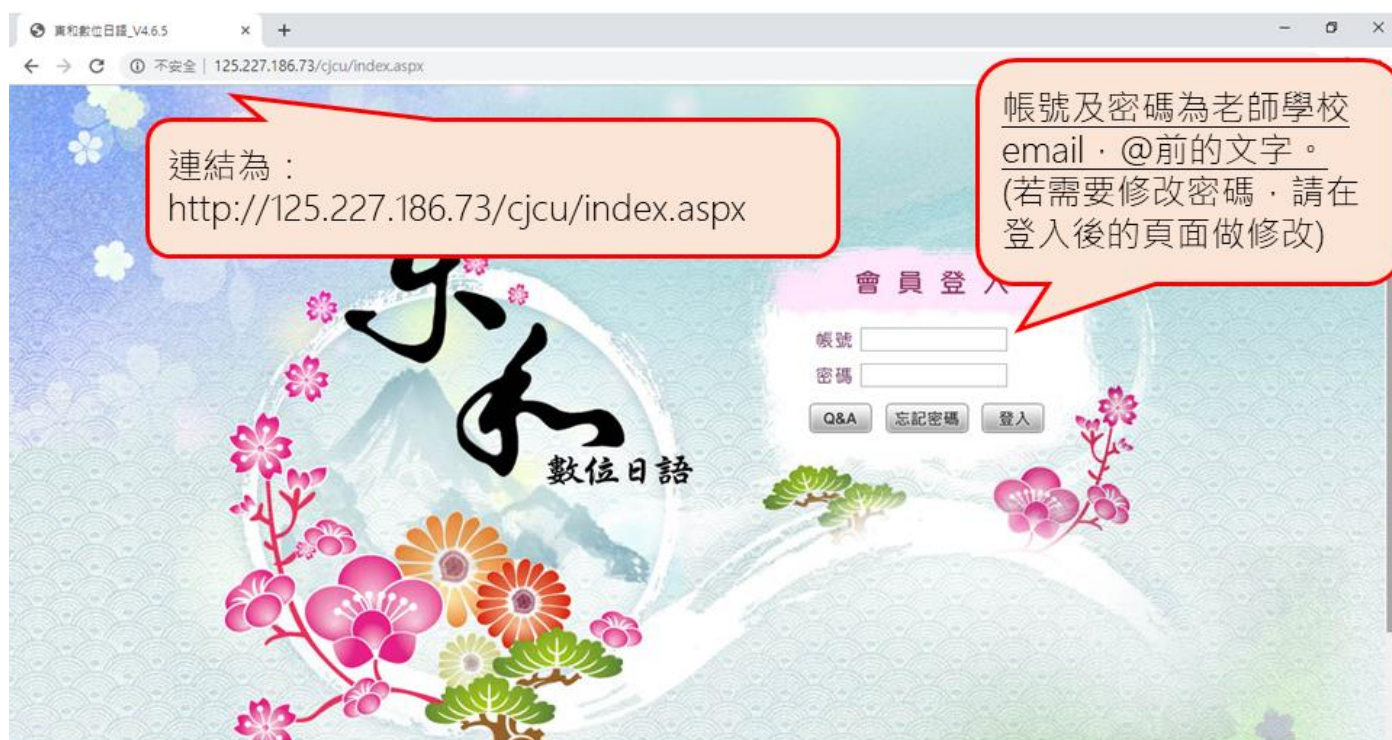 東和數位日語_V4.6.5
不安全 | 125.227.186.73/cjcu/index.aspx
連結為：
http://125.227.186.73/cjcu/index.aspx
帳號及密碼為老師學校
email，@前的文字。
(若需要修改密碼，請在
登入後的頁面做修改)
東和
數位日語
會員登入
帳號
密碼
Q&A 忘記密碼 登入